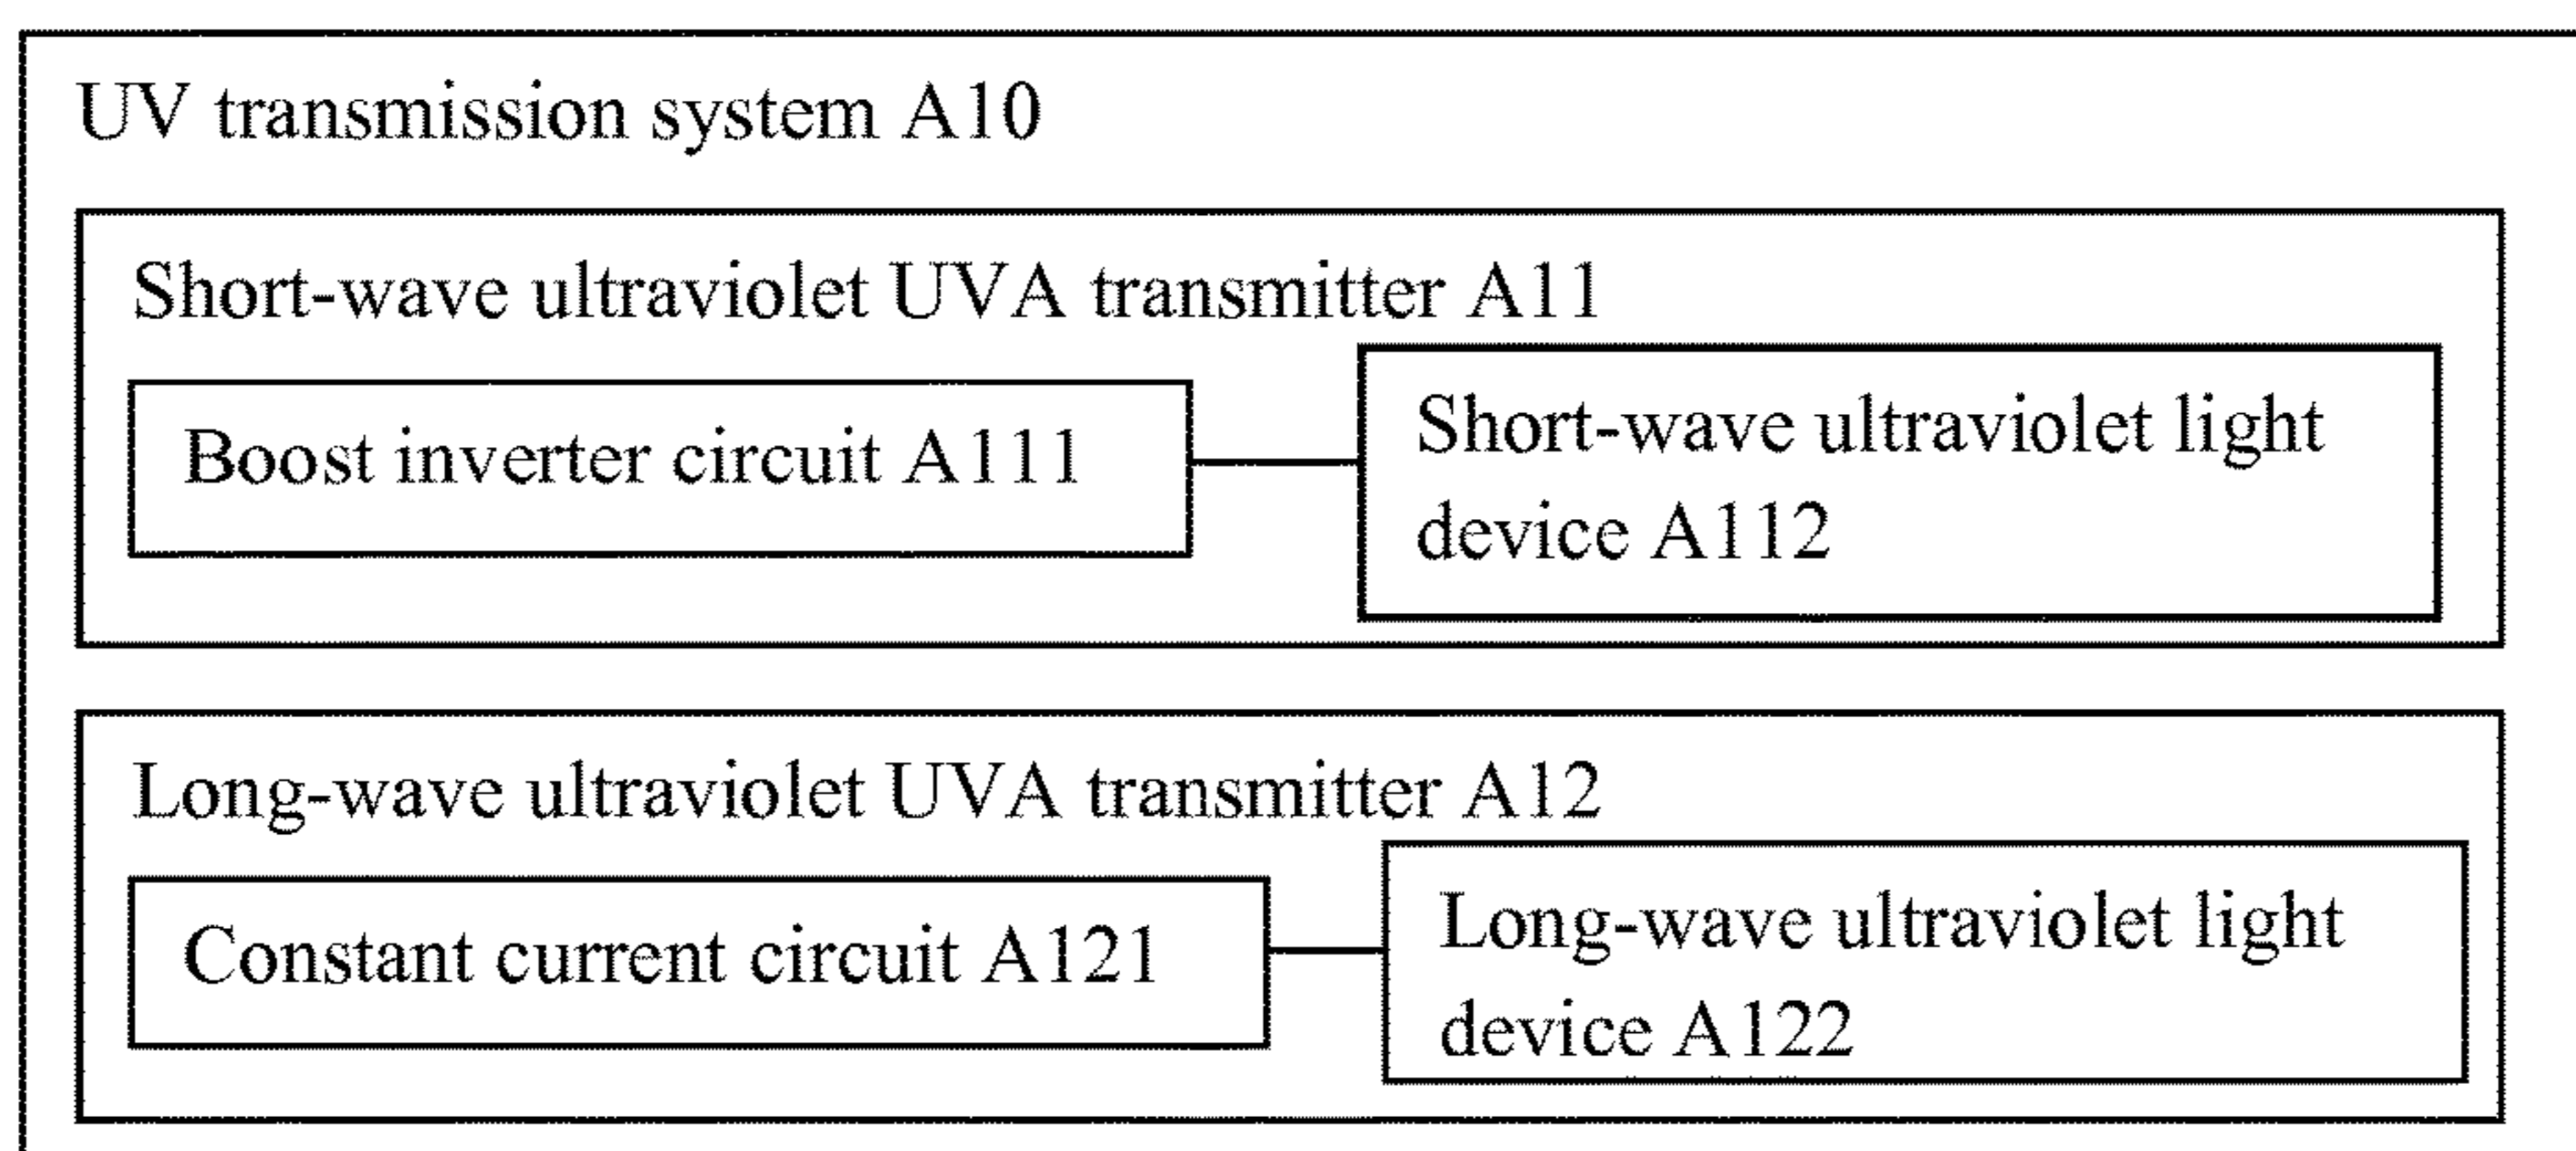 UV transmission system A10
Short-wave ultraviolet UVA transmitter A11
Boost inverter circuit A111
Short-wave ultraviolet light
device A112
Long-wave ultraviolet UVA transmitter A12
Constant current circuit A121
Long-wave ultraviolet light
device A122